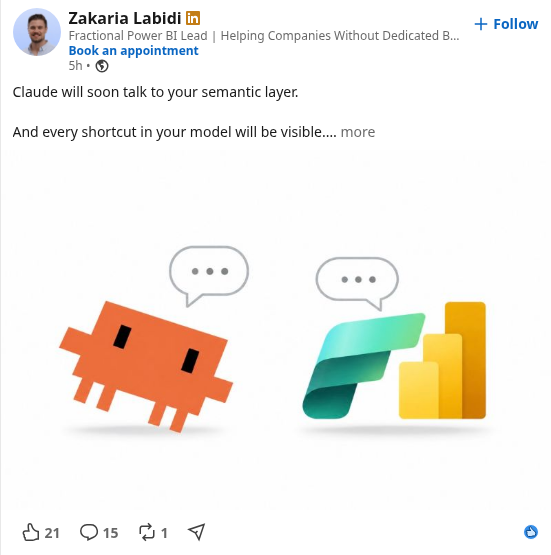 Zakaria Labidi
+ Follow
Fractional Power BI Lead | Helping Companies Without Dedicated B...
Book an appointment
5h •
Claude will soon talk to your semantic layer.
And every shortcut in your model will be visible.... more
21
15
1